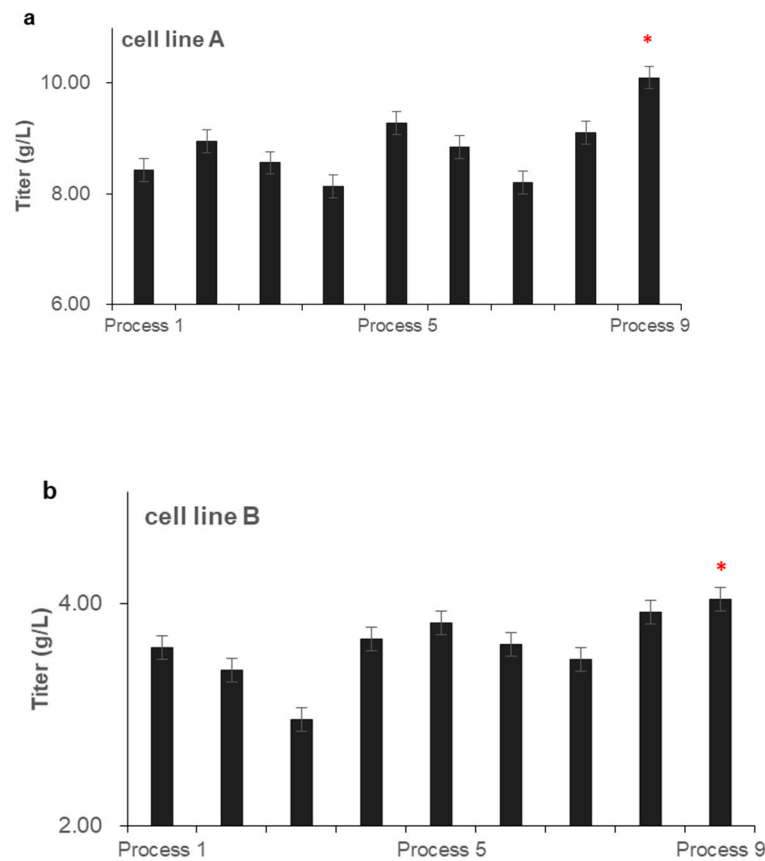 a
cell line A
*
10.00
Titer (g/L)
8.00
6.00
Process 1 Process 5 Process 9
b
cell line B
*
4.00
Titer (g/L)
2.00
Process 1 Process 5 Process 9